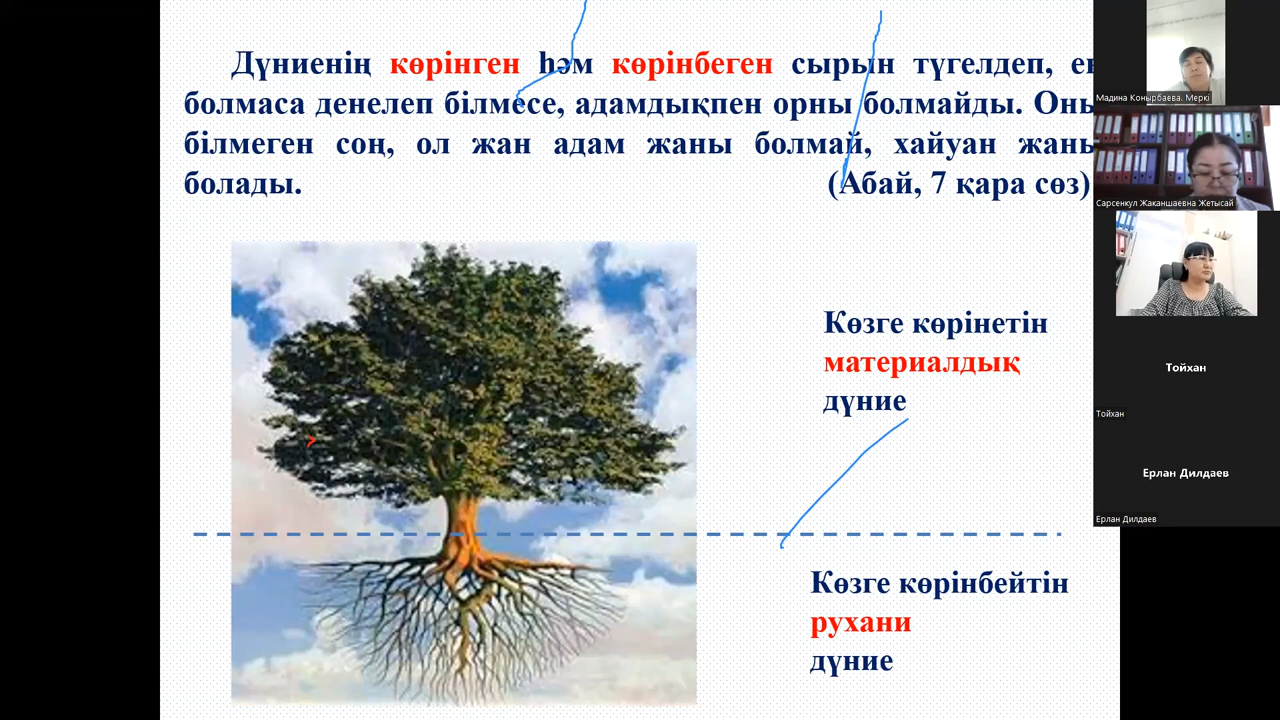 Дүниенің көрінген һәм көрінбеген сырын түгелдеп, ең
болмаса денелеп білмесе, адамдықпен орны болмайды. Оны
білмеген соң, ол жан адам жаны болмай, хайуан жаны
болады. (Абай, 7 қара сөз)
Көзге көрінетін
материалдық
дүние
Көзге көрінбейтін
рухани
дүние
Мадина Конырбаева. Меркі
Сарсенкул Жаканшаевна Жетысай
Тойхан
Тойхан
Ерлан Дилдаев
Ерлан Дилдаев